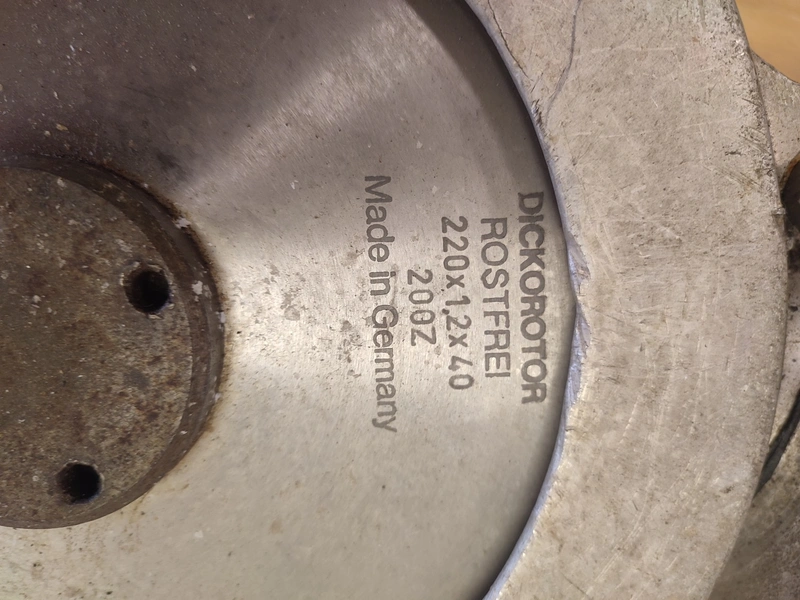 DICKOROTOR
ROSTFREI
220x1,2x40
200Z
Made in Germany